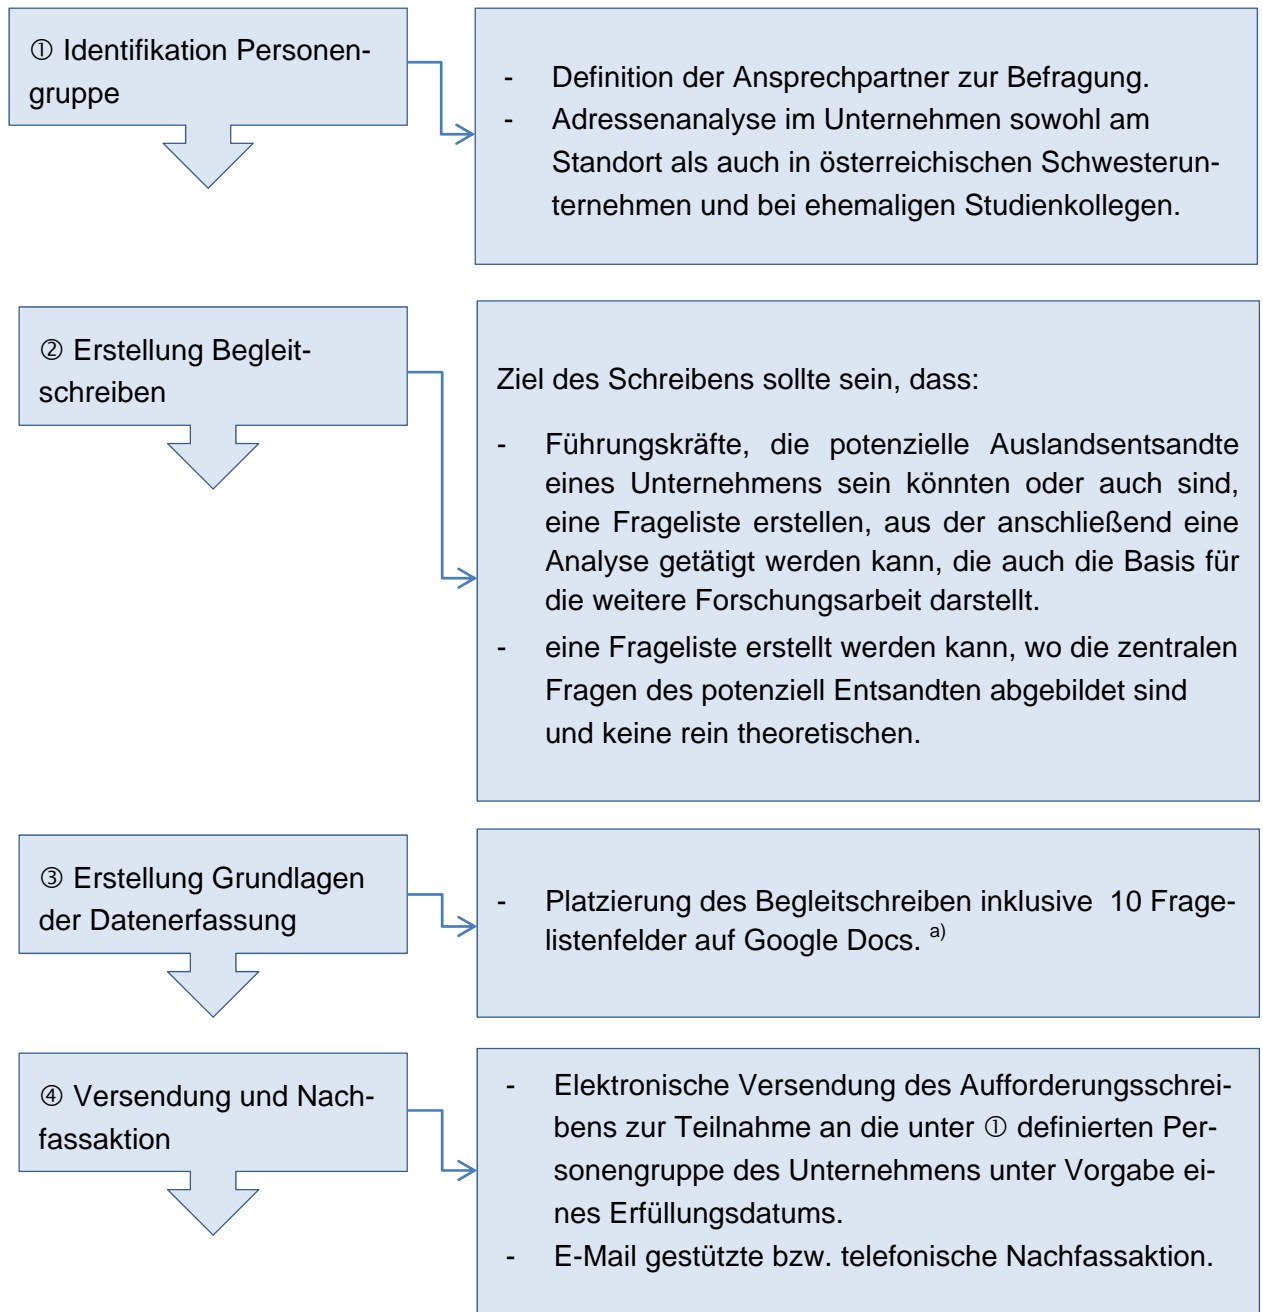 ① Identifikation Personen-
gruppe
- Definition der Ansprechpartner zur Befragung.
- Adressenanalyse im Unternehmen sowohl am
Standort als auch in österreichischen Schwesterun-
ternehmen und bei ehemaligen Studienkollegen.
② Erstellung Begleit-
schreiben
Ziel des Schreibens sollte sein, dass:
- Führungskräfte, die potenzielle Auslandsentsandte
eines Unternehmens sein könnten oder auch sind,
eine Frageliste erstellen, aus der anschließend eine
Analyse getätigt werden kann, die auch die Basis für
die weitere Forschungsarbeit darstellt.
- eine Frageliste erstellt werden kann, wo die zentralen
Fragen des potenziell Entsandten abgebildet sind
und keine rein theoretischen.
③ Erstellung Grundlagen
der Datenerfassung
- Platzierung des Begleitschreiben inklusive 10 Frage-
listenfelder auf Google Docs. a)
④ Versendung und Nach-
fassaktion
- Elektronische Versendung des Aufforderungsschrei-
bens zur Teilnahme an die unter ① definierten Per-
sonengruppe des Unternehmens unter Vorgabe ei-
nes Erfüllungsdatums.
- E-Mail gestützte bzw. telefonische Nachfassaktion.